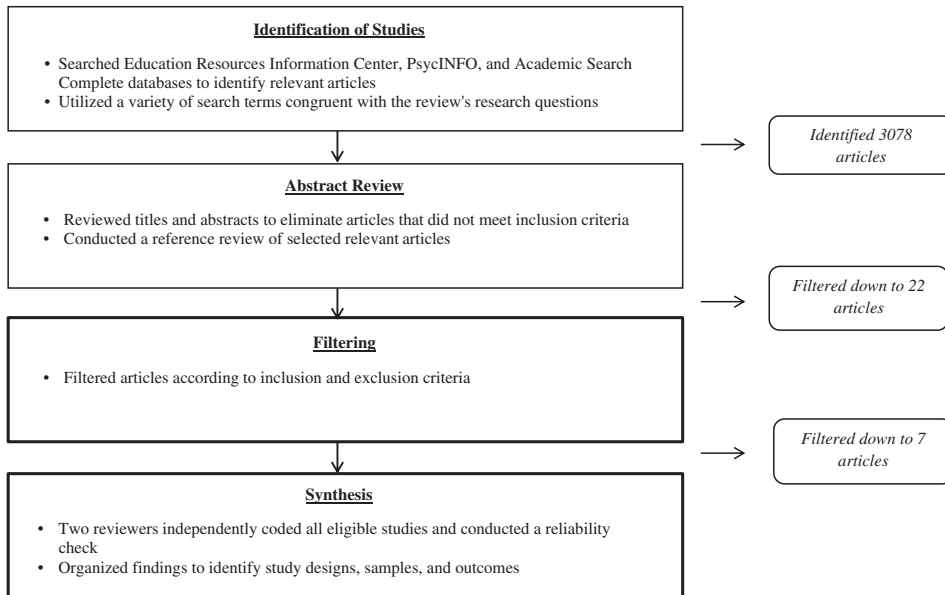 Identification of Studies
• Searched Education Resources Information Center, PsycINFO, and Academic Search
Complete databases to identify relevant articles
• Utilized a variety of search terms congruent with the review's research questions
Identified 3078
articles
Abstract Review
• Reviewed titles and abstracts to eliminate articles that did not meet inclusion criteria
• Conducted a reference review of selected relevant articles
Filtered down to 22
articles
Filtering
• Filtered articles according to inclusion and exclusion criteria
Filtered down to 7
articles
Synthesis
• Two reviewers independently coded all eligible studies and conducted a reliability
check
• Organized findings to identify study designs, samples, and outcomes